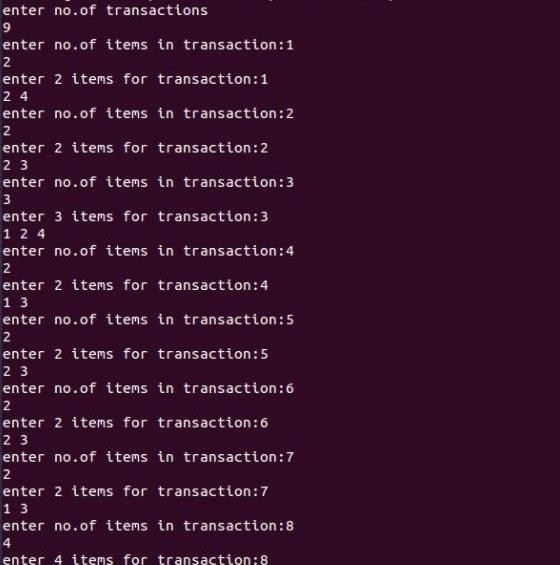 enter no.of transactions
9
enter no.of items in transaction:1
2
enter 2 items for transaction:1
2 4
enter no.of items in transaction:2
2
enter 2 items for transaction:2
2 3
enter no.of items in transaction:3
3
enter 3 items for transaction:3
1 2 4
enter no.of items in transaction:4
2
enter 2 items for transaction:4
1 3
enter no.of items in transaction:5
2
enter 2 items for transaction:5
2 3
enter no.of items in transaction:6
2
enter 2 items for transaction:6
2 3
enter no.of items in transaction:7
2
enter 2 items for transaction:7
1 3
enter no.of items in transaction:8
4
enter 4 items for transaction:8